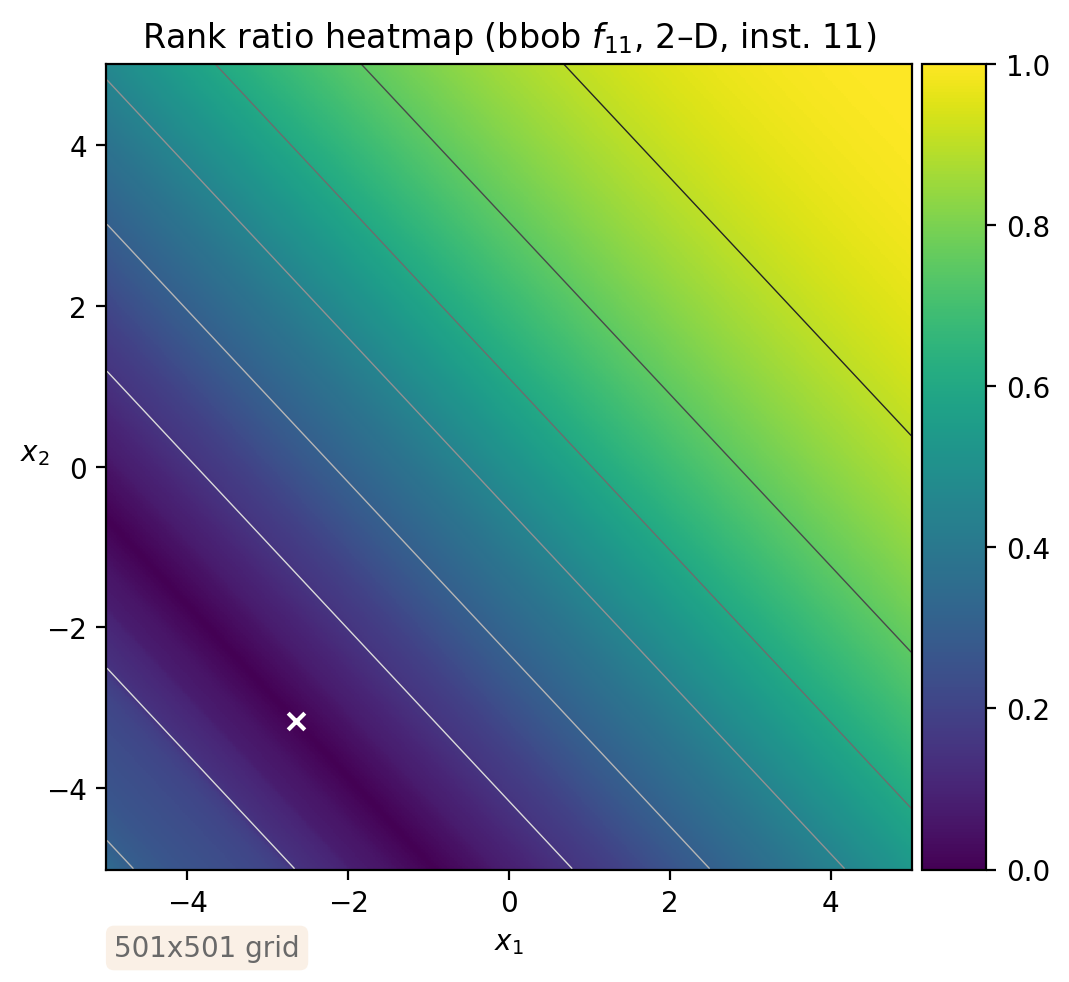 Rank ratio heatmap (bbob f₁₁, 2–D, inst. 11)
1.0
0.8
0.6
0.4
0.2
0.0
4
2
0
−2
−4
x₂
−4 −2 0 2 4
x₁
501x501 grid